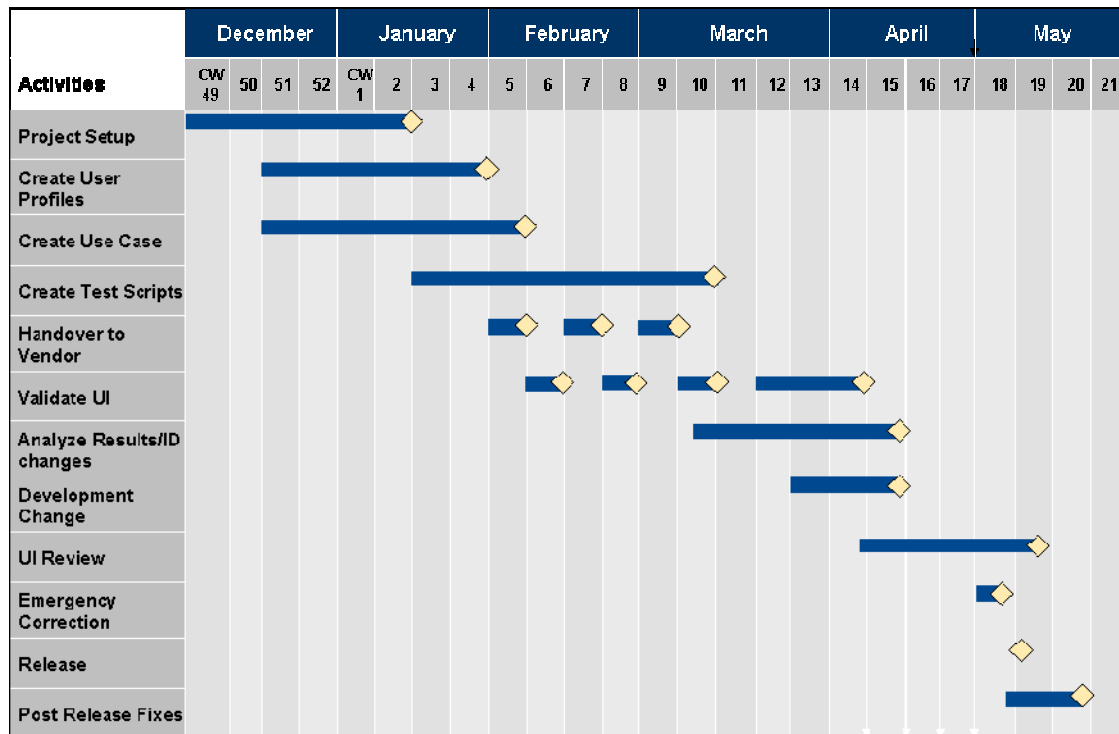 December January February March April May
Activities CW 49 50 51 52 CW 1 2 3 4 5 6 7 8 9 10 11 12 13 14 15 16 17 18 19 20 21
Project Setup
Create User
Profiles
Create Use Case
Create Test Scripts
Handover to
Vendor
Validate UI
Analyze Results/ID
changes
Development
Change
UI Review
Emergency
Correction
Release
Post Release Fixes